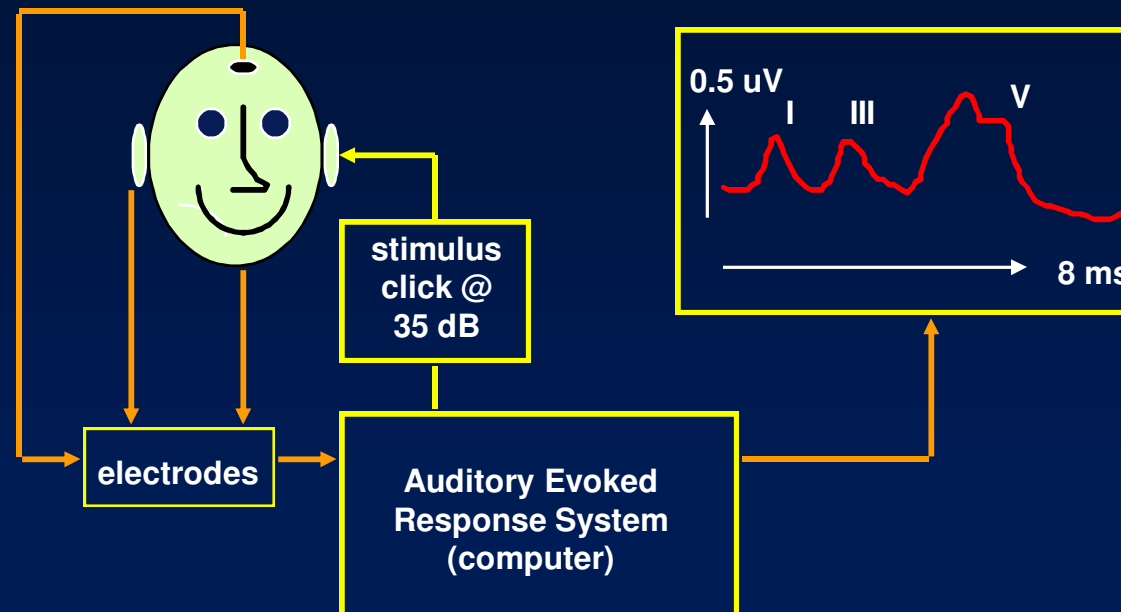 0.5 uV
I
III
V
8 ms
stimulus
click @
35 dB
electrodes
Auditory Evoked
Response System
(computer)